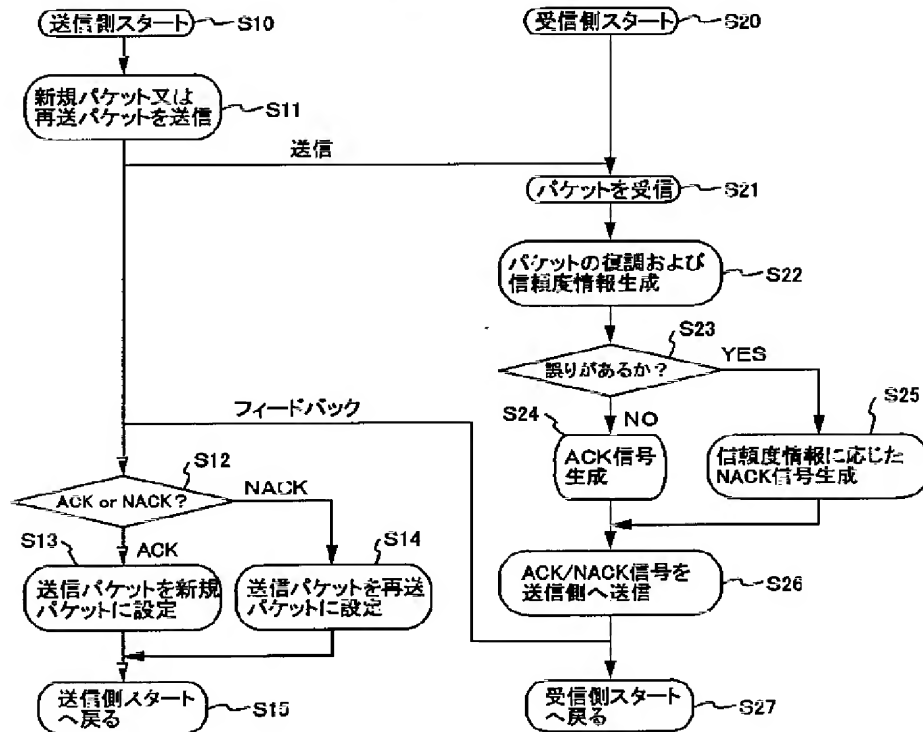 送信側スタート
S10
新規パケット又は
再送パケットを送信
S11
送信
フィードバック
ACK or NACK？
S12
NACK
ACK
S13
送信パケットを新規
パケットに設定
S14
送信パケットを再送
パケットに設定
送信側スタート
へ戻る
S15
受信側スタート
S20
パケットを受信
S21
パケットの復調および
信頼度情報生成
S22
S23
誤りがあるか？
YES
NO
S24
ACK信号
生成
S25
信頼度情報に応じた
NACK信号生成
ACK/NACK信号を
送信側へ送信
S26
受信側スタート
へ戻る
S27